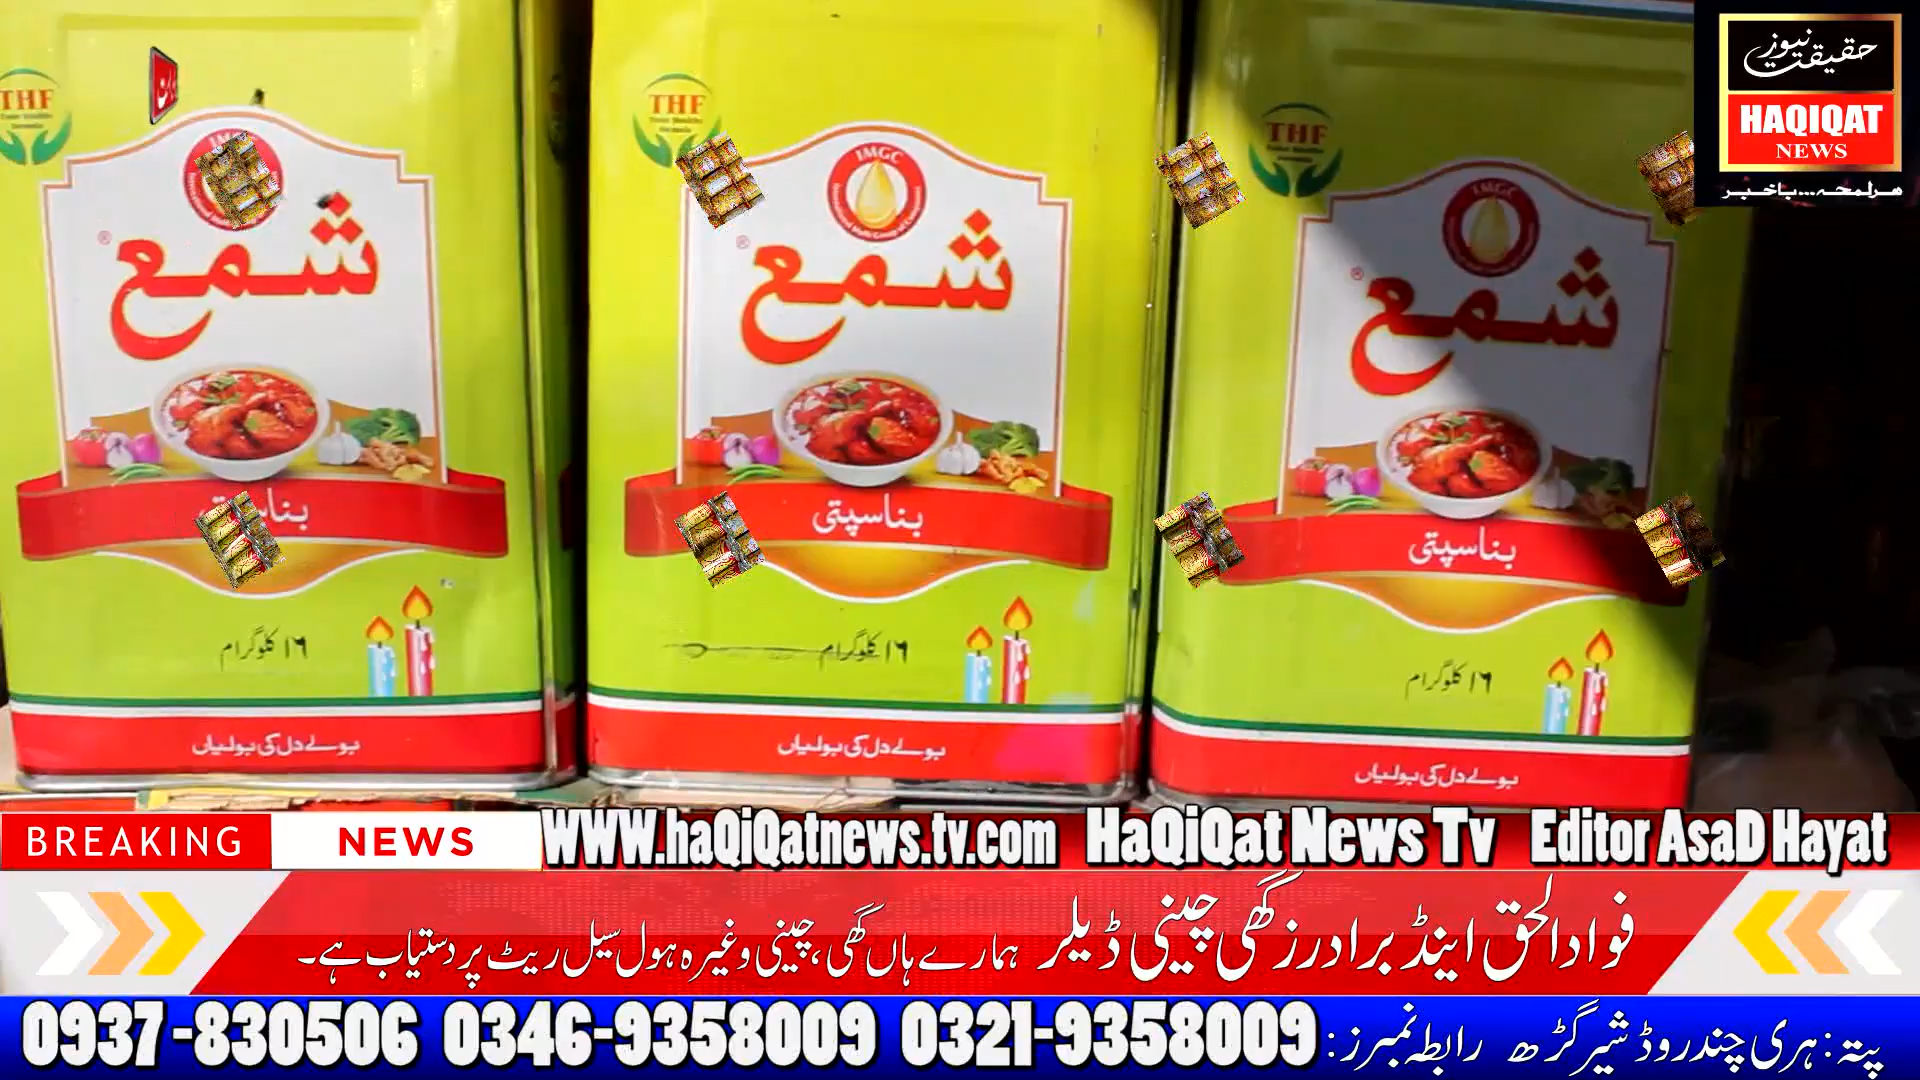 حقیقت نیوز
HAQIQAT
NEWS
ہر لمحہ...باخبر
THF
THF
THF
IMGC
IMGC
شمع
شمع
شمع
بناسپتی
بناسپتی
۱۶ کلوگرام
۱۶ کلوگرام
۱۶ کلوگرام
بولے دل کی بولیاں
بولے دل کی بولیاں
بولے دل کی بولیاں
BREAKING NEWS
WWW.haQiQatnews.tv.com HaQiQat News Tv Editor AsaD Hayat
فوادالحق اینڈ برادرز گھی چینی ڈیلر ہمارے ہاں گھی، چینی وغیرہ ہول سیل ریٹ پر دستیاب ہے۔
پتہ: ہری چند روڈ شیر گڑھ رابطہ نمبرز: 0321-9358009 0346-9358009 0937-830506